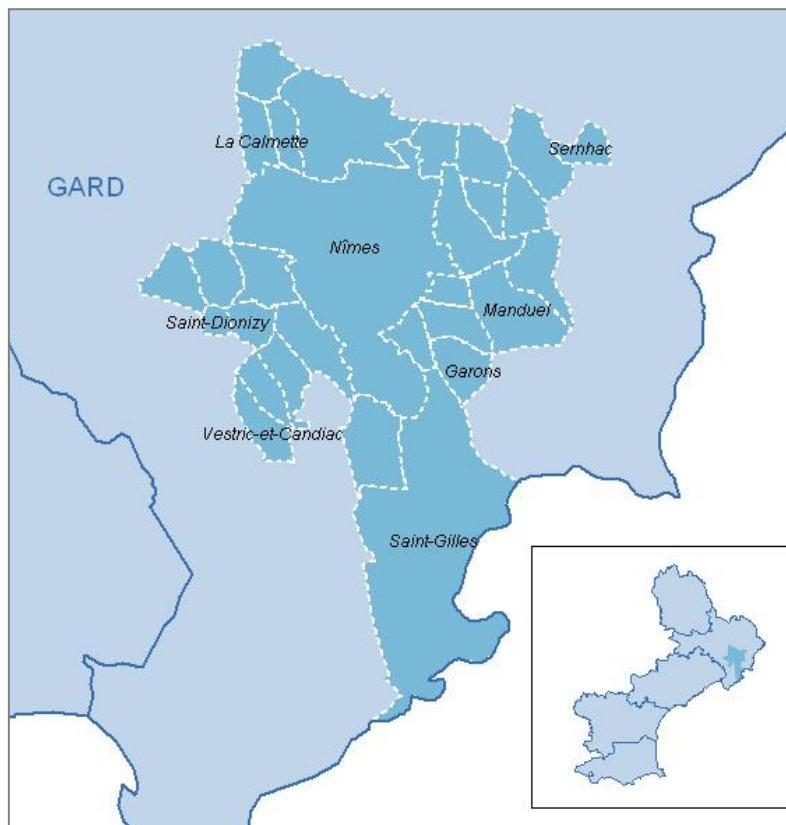 La Calmette
Sernhac
GARD
Nîmes
Manduel
Saint-Dionizy
Garons
Vestric-et-Candiac
Saint-Gilles